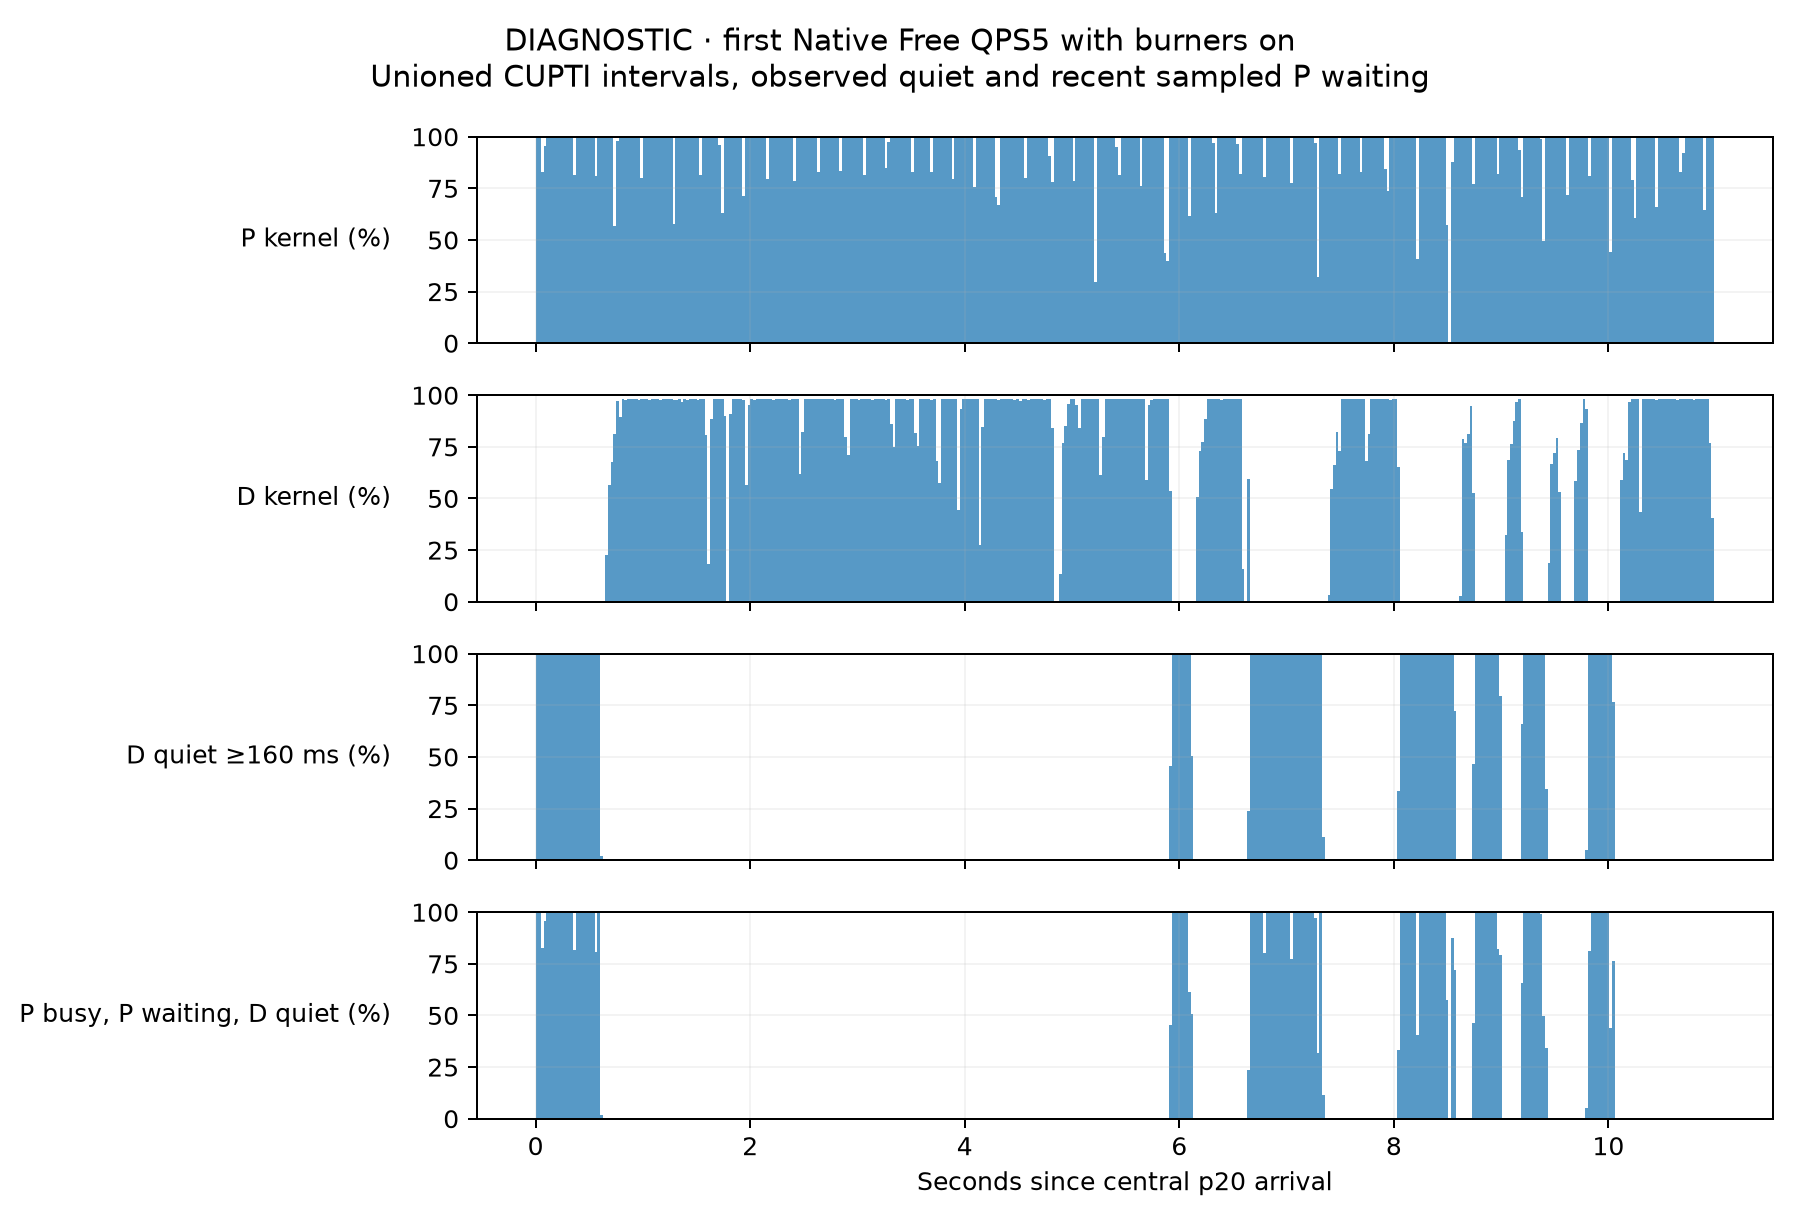 DIAGNOSTIC · first Native Free QPS5 with burners on
Unioned CUPTI intervals, observed quiet and recent sampled P waiting
100
75
50
25
0
P kernel (%)
100
75
50
25
0
D kernel (%)
100
75
50
25
0
D quiet ≥160 ms (%)
100
75
50
25
0
P busy, P waiting, D quiet (%)
0 2 4 6 8 10
Seconds since central p20 arrival